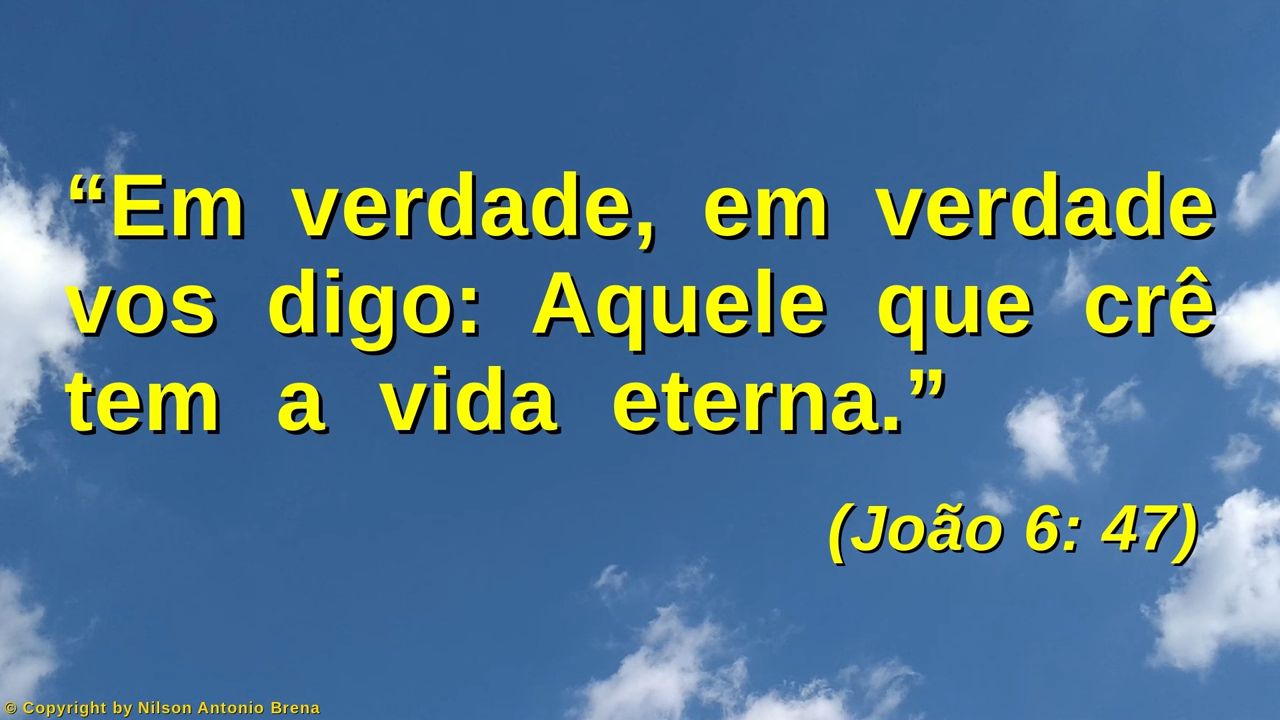 “Em verdade, em verdade
vos digo: Aquele que crê
tem a vida eterna.”
(João 6: 47)
© Copyright by Nilson Antonio Brena